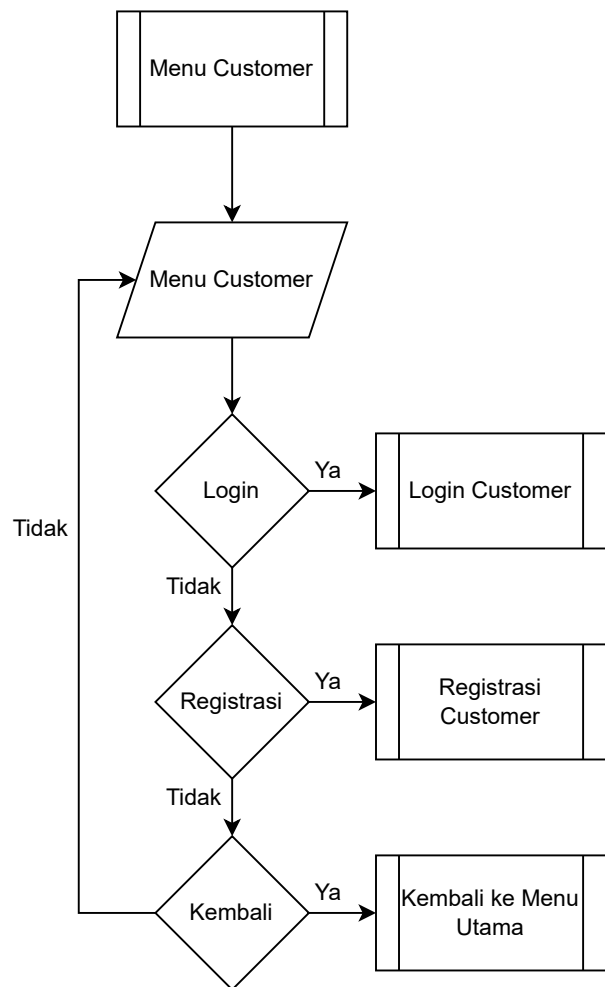 Menu Customer
Menu Customer
Login
Ya
Login Customer
Tidak
Tidak
Registrasi
Ya
Registrasi
Customer
Tidak
Kembali
Ya
Kembali ke Menu
Utama